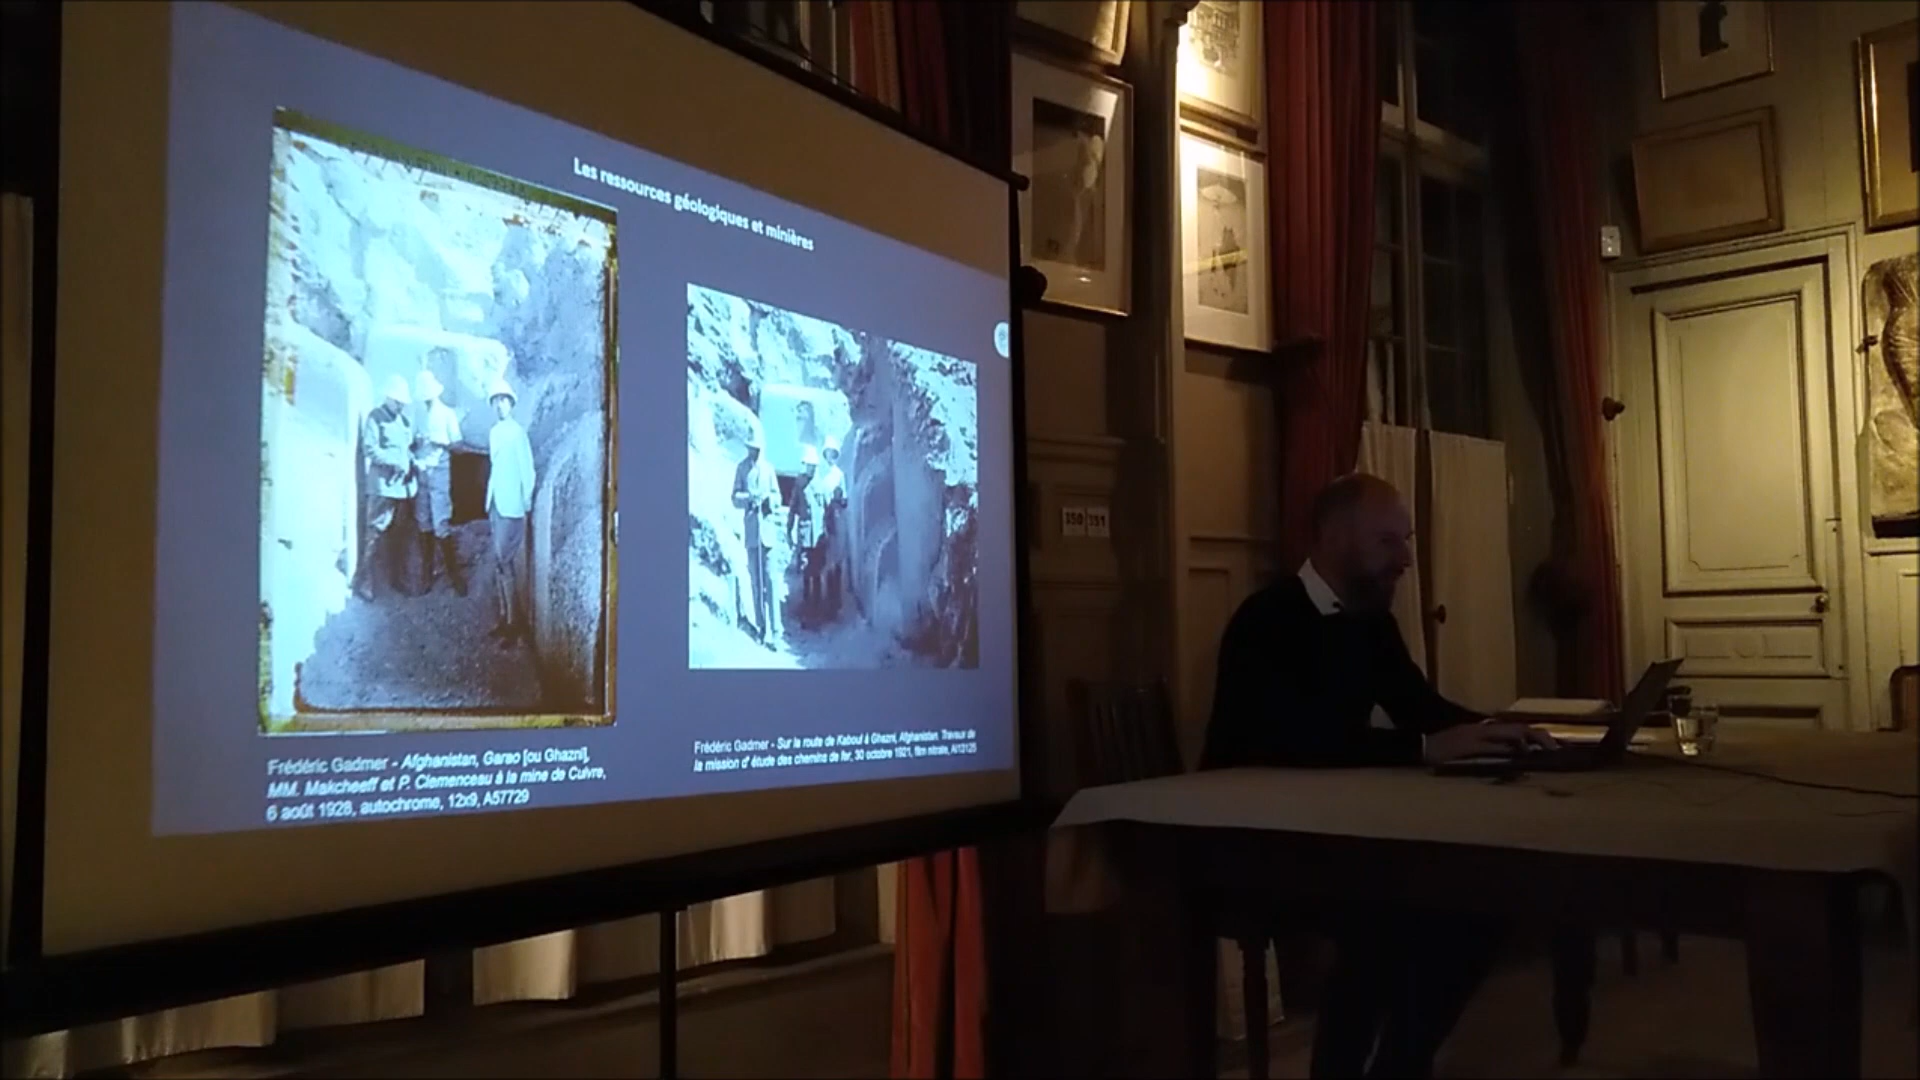 Les ressources géologiques et minières
Frédéric Gadmer - Afghanistan, Garao [ou Ghazni],
MM. Makcheeff et P. Clemenceau à la mine de Cuivre,
6 août 1928, autochrome, 12x9, A57729
Frédéric Gadmer - Sur la route de Kaboul à Ghazni, Afghanistan. Travaux de
la mission d'étude des chemins de fer, 30 octobre 1921, film nitrate,
350 351